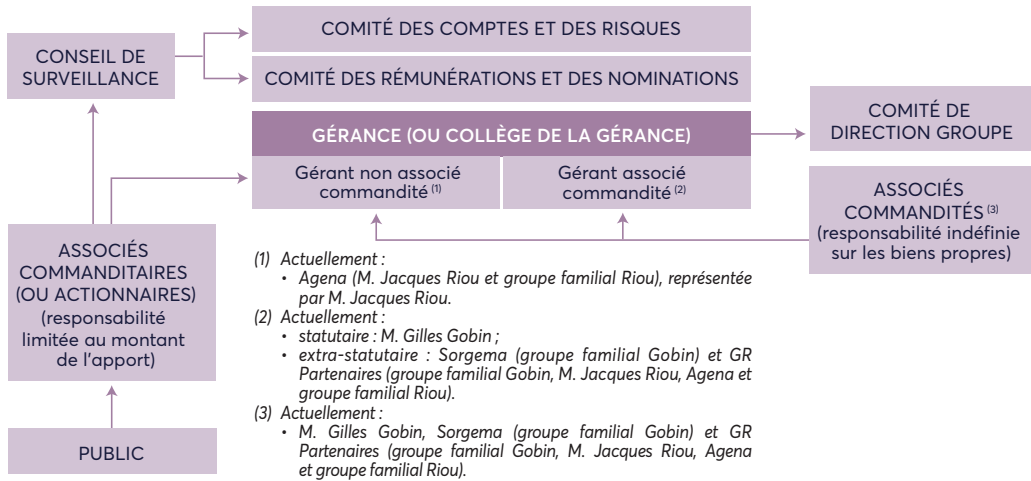 COMITÉ DES COMPTES ET DES RISQUES
CONSEIL DE
SURVEILLANCE
COMITÉ DES RÉMUNÉRATIONS ET DES NOMINATIONS
GÉRANCE (OU COLLÈGE DE LA GÉRANCE)
COMITÉ DE
DIRECTION GROUPE
Gérant non associé
commandité (1)
Gérant associé
commandité (2)
ASSOCIÉS
COMMANDITÉS (3)
(responsabilité indéfinie
sur les biens propres)
ASSOCIÉS
COMMANDITAIRES
(OU ACTIONNAIRES)
(responsabilité
limitée au montant
de l'apport)
PUBLIC
(1) Actuellement :
• Agena (M. Jacques Riou et groupe familial Riou), représentée
par M. Jacques Riou.
(2) Actuellement :
• statutaire : M. Gilles Gobin ;
• extra-statutaire : Sorgema (groupe familial Gobin) et GR
Partenaires (groupe familial Gobin, M. Jacques Riou, Agena et
groupe familial Riou).
(3) Actuellement :
• M. Gilles Gobin, Sorgema (groupe familial Gobin) et GR
Partenaires (groupe familial Gobin, M. Jacques Riou, Agena
et groupe familial Riou).